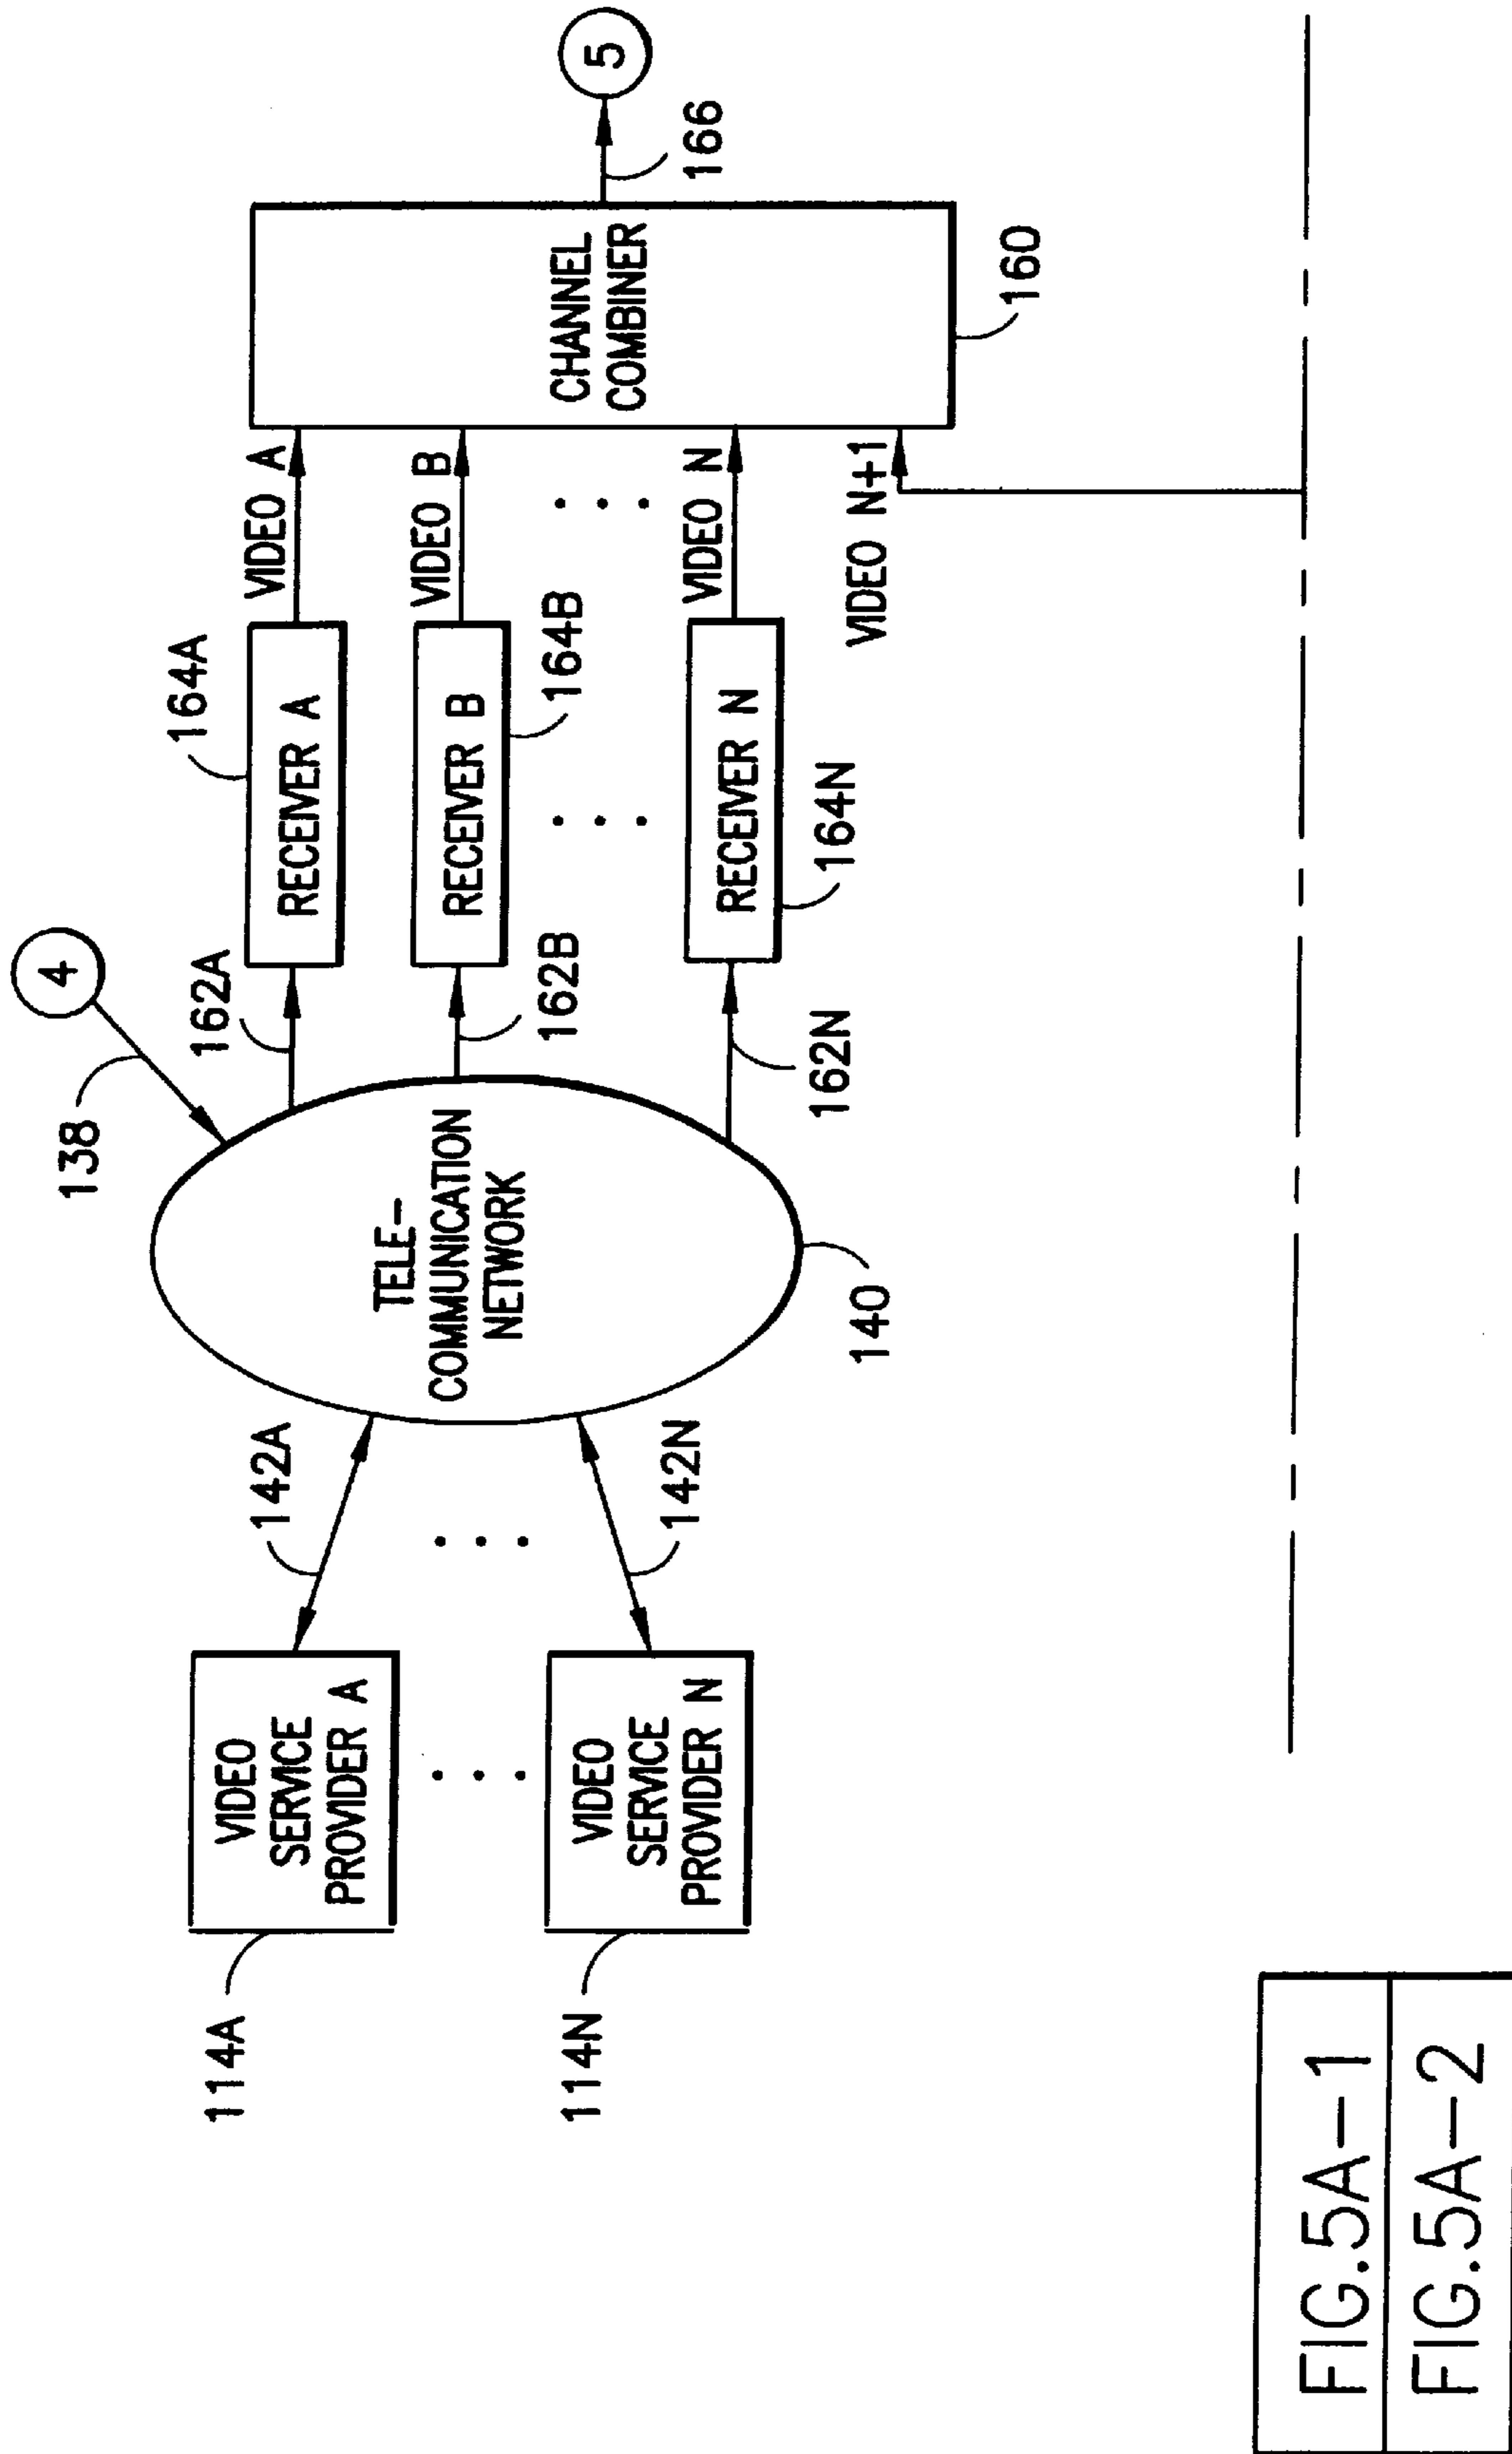 114A
VIDEO
SERVICE
PROVIDER A
114N
VIDEO
SERVICE
PROVIDER N
142A
142N
138
4
TELE-
COMMUNICATION
NETWORK
140
162A
162B
162N
164A
RECEIVER A
RECEIVER B
164B
RECEIVER N
164N
VIDEO A
VIDEO B
VIDEO N
VIDEO N+1
CHANNEL
COMBINER
160
166
5
FIG.5A-1
FIG.5A-2